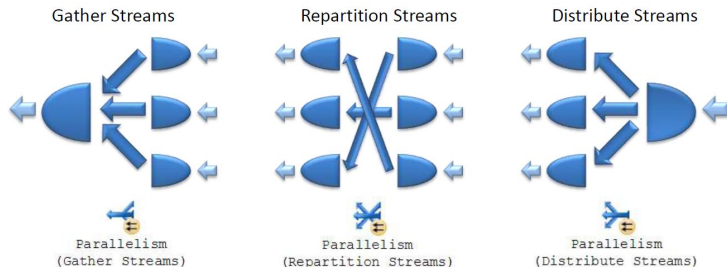 Gather Streams
Repartition Streams
Distribute Streams
Parallelism
(Gather Streams)
Parallelism
(Repartition Streams)
Parallelism
(Distribute Streams)